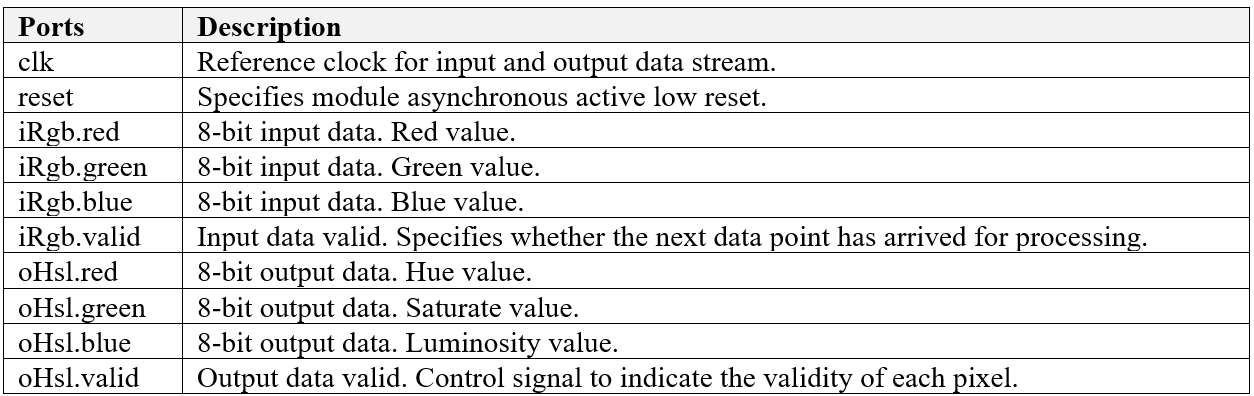 Ports Description
clk Reference clock for input and output data stream.
reset Specifies module asynchronous active low reset.
iRgb.red 8-bit input data. Red value.
iRgb.green 8-bit input data. Green value.
iRgb.blue 8-bit input data. Blue value.
iRgb.valid Input data valid. Specifies whether the next data point has arrived for processing.
oHsl.red 8-bit output data. Hue value.
oHsl.green 8-bit output data. Saturate value.
oHsl.blue 8-bit output data. Luminosity value.
oHsl.valid Output data valid. Control signal to indicate the validity of each pixel.